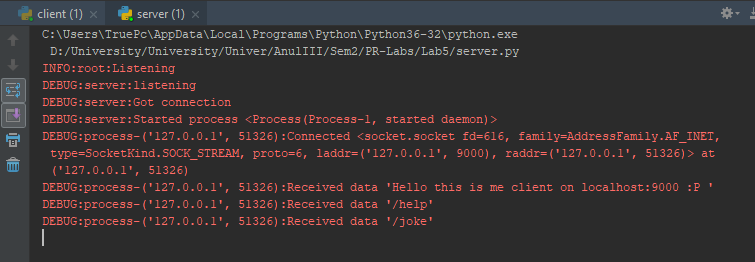 client (1) × server (1) ×
C:\Users\TruePc\AppData\Local\Programs\Python\Python36-32\python.exe
D:/University/University/Univer/AnulIII/Sem2/PR-Labs/Lab5/server.py
INFO:root:Listening
DEBUG:server:listening
DEBUG:server:Got connection
DEBUG:server:Started process <Process(Process-1, started daemon)>
DEBUG:process-('127.0.0.1', 51326):Connected <socket.socket fd=616, family=AddressFamily.AF_INET,
type=SocketKind.SOCK_STREAM, proto=6, laddr=('127.0.0.1', 9000), raddr=('127.0.0.1', 51326)> at
('127.0.0.1', 51326)
DEBUG:process-('127.0.0.1', 51326):Received data 'Hello this is me client on localhost:9000 :P '
DEBUG:process-('127.0.0.1', 51326):Received data '/help'
DEBUG:process-('127.0.0.1', 51326):Received data '/joke'